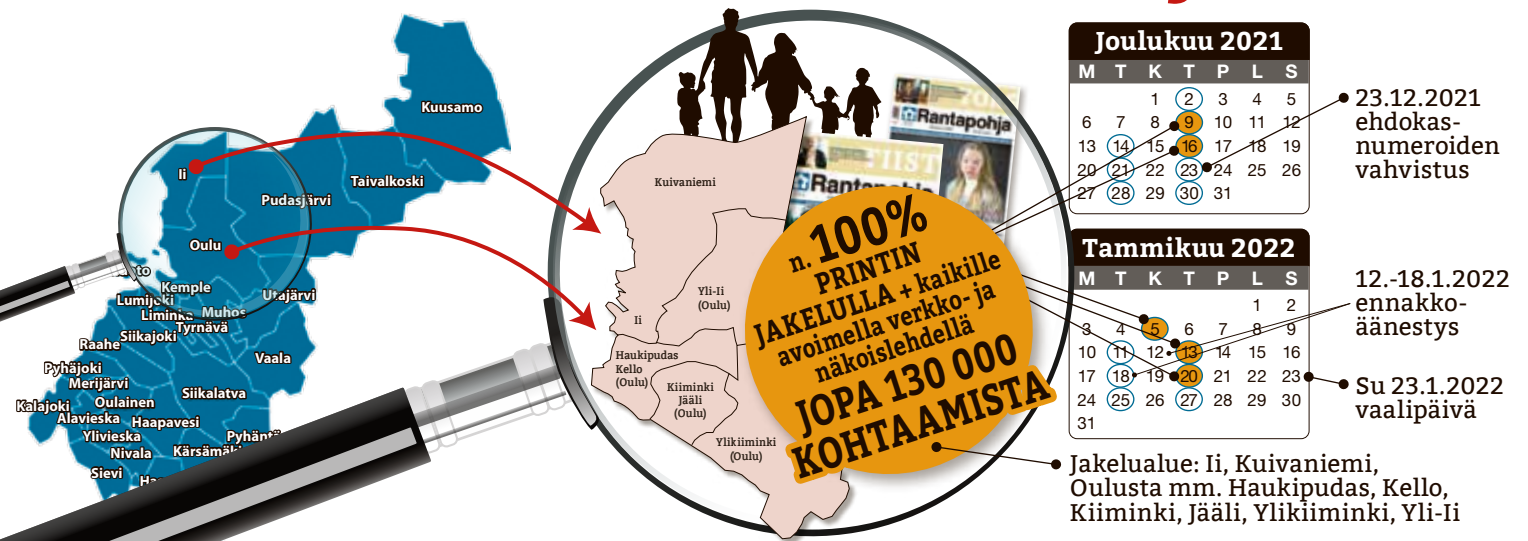 Kuusamo
Ii
Taivalkoski
Pudasjärvi
Oulu
Kemple
Utajärvi
Lumijoki
Liminka
Muhos
Tyrnävä
Siikajoki
Raahe
Vaala
Pyhäjoki
Merijärvi
Siikalatva
Kalajoki
Oulainen
Alavieska
Haapavesi
Ylivieska
Nivala
Kärsämäki
Sievi
Rantapohja
Kuivaniemi
Yli-Ii
(Oulu)
Ii
Haukipudas
Kello
(Oulu)
Kiiminki
Jääli
(Oulu)
Ylikiiminki
(Oulu)
n. 100%
PRINTIN
JAKELULLA + kaikille
avoimella verkko- ja
näköislehdellä
JOPA 130 000
KOHTAAMISTA
Joulukuu 2021
M T K T P L S
1 2 3 4 5
6 7 8 9 10 11 12
13 14 15 16 17 18 19
20 21 22 23 24 25 26
27 28 29 30 31
23.12.2021
ehdokas-
numeroiden
vahvistus
Tammikuu 2022
M T K T P L S
1 2
3 4 5 6 7 8 9
10 11 12 13 14 15 16
17 18 19 20 21 22 23
24 25 26 27 28 29 30
31
12.-18.1.2022
ennakko-
äänestys
Su 23.1.2022
vaalipäivä
Jakelualue: Ii, Kuivaniemi,
Oulusta mm. Haukipudas, Kello,
Kiiminki, Jääli, Ylikiiminki, Yli-Ii